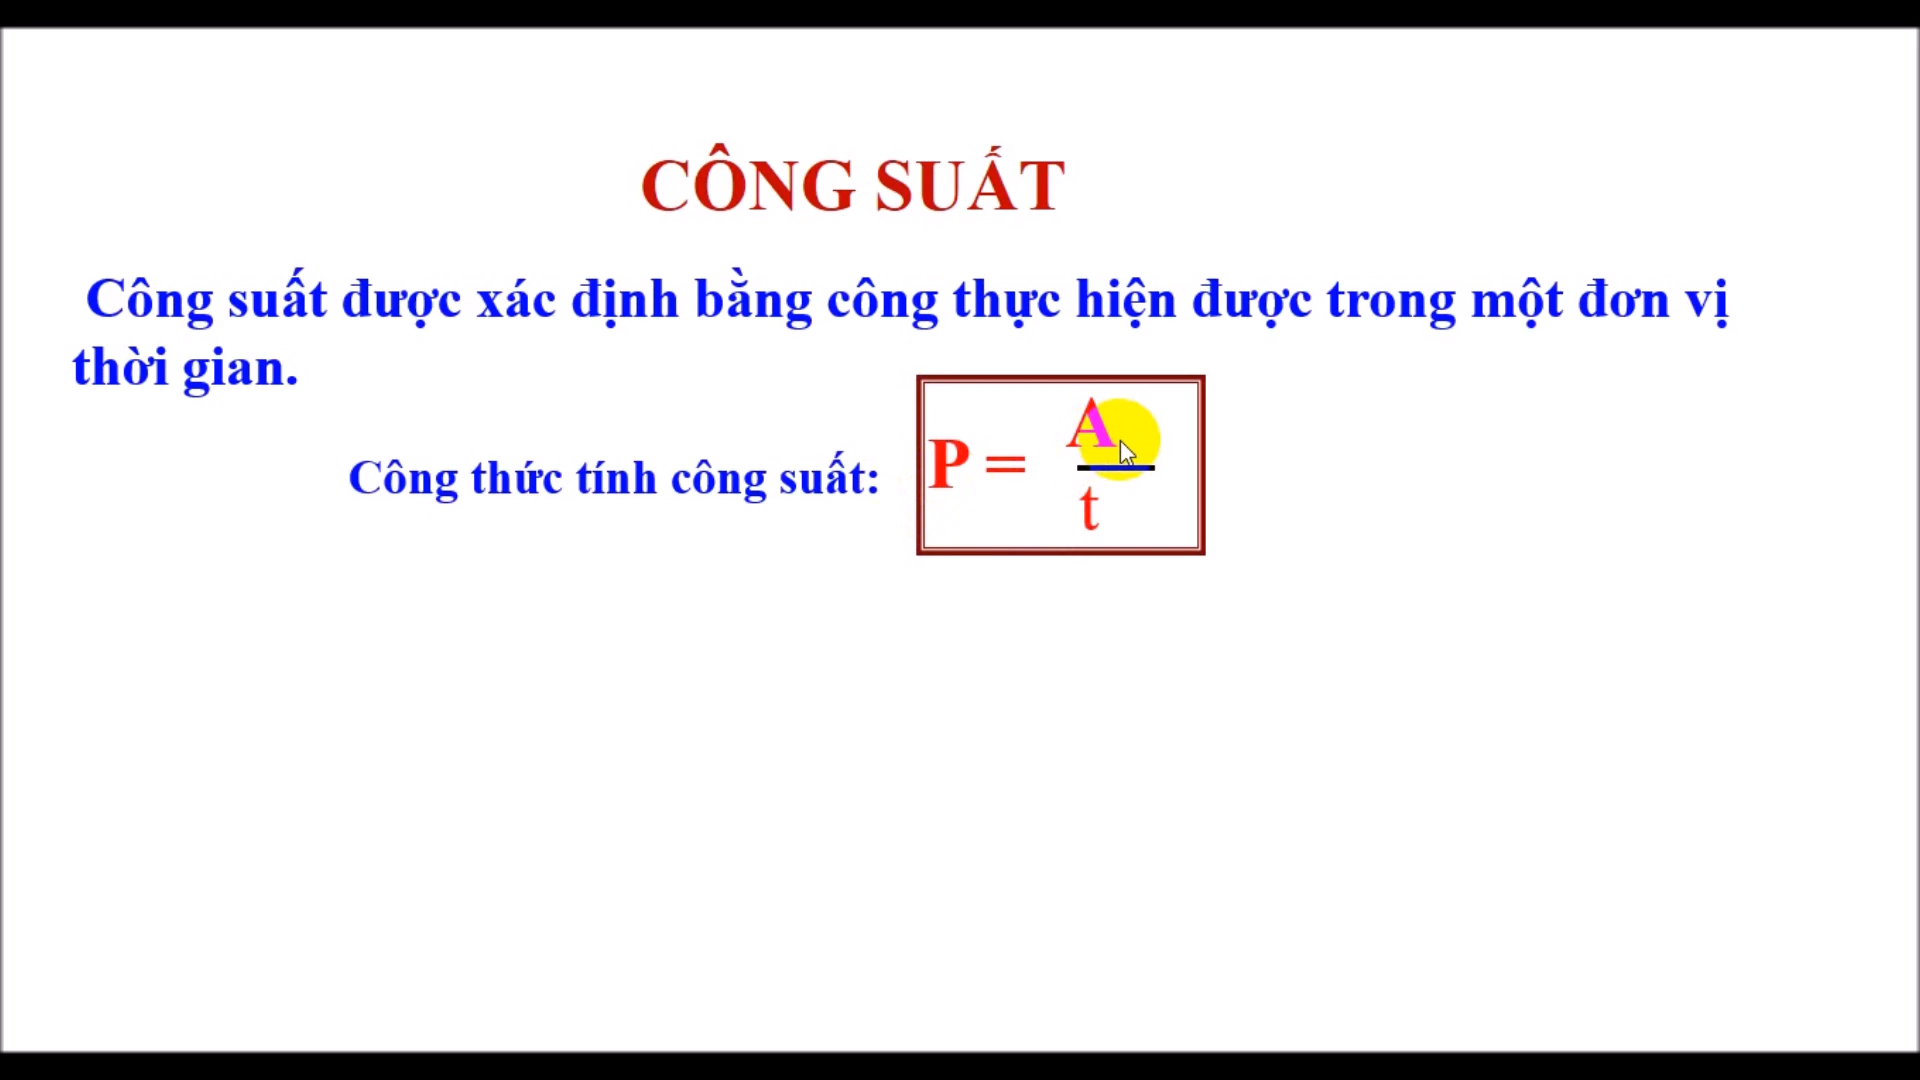 CÔNG SUẤT
Công suất được xác định bằng công thực hiện được trong một đơn vị
thời gian.
Công thức tính công suất:
P = A
t